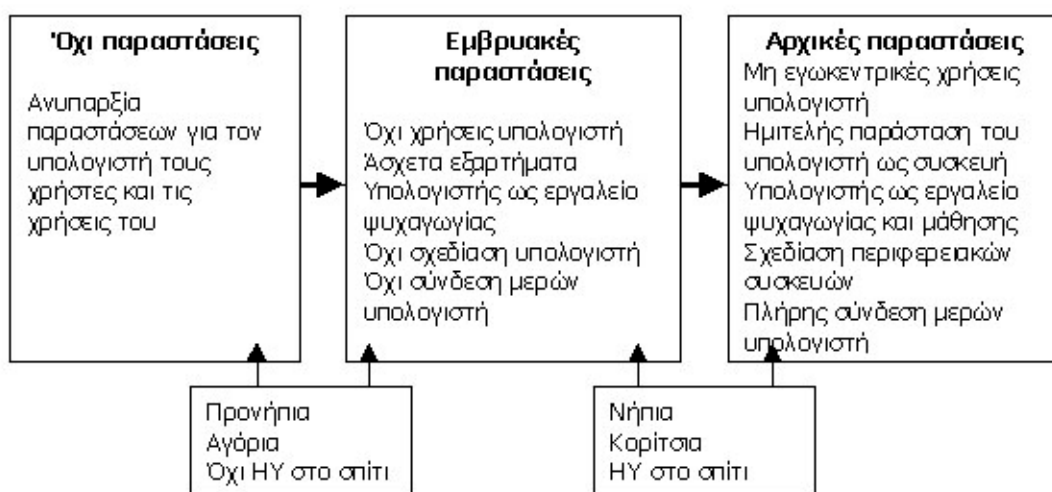 Όχι παραστάσεις
Ανυπαρξία
παραστάσεων για τον
υπολογιστή τους
χρήστες και τις
χρήσεις του
Εμβρυακές
παραστάσεις
Όχι χρήσεις υπολογιστή
Άσχετα εξαρτήματα
Υπολογιστής ως εργαλείο
ψυχαγωγίας
Όχι σχεδίαση υπολογιστή
Όχι σύνδεση μερών
υπολογιστή
Αρχικές παραστάσεις
Μη εγωκεντρικές χρήσεις
υπολογιστή
Ημιτελής παράσταση του
υπολογιστή ως συσκευή
Υπολογιστής ως εργαλείο
ψυχαγωγίας και μάθησης
Σχεδίαση περιφερειακών
συσκευών
Πλήρης σύνδεση μερών
υπολογιστή
Προνήπια
Αγόρια
Όχι ΗΥ στο σπίτι
Νήπια
Κορίτσια
ΗΥ στο σπίτι